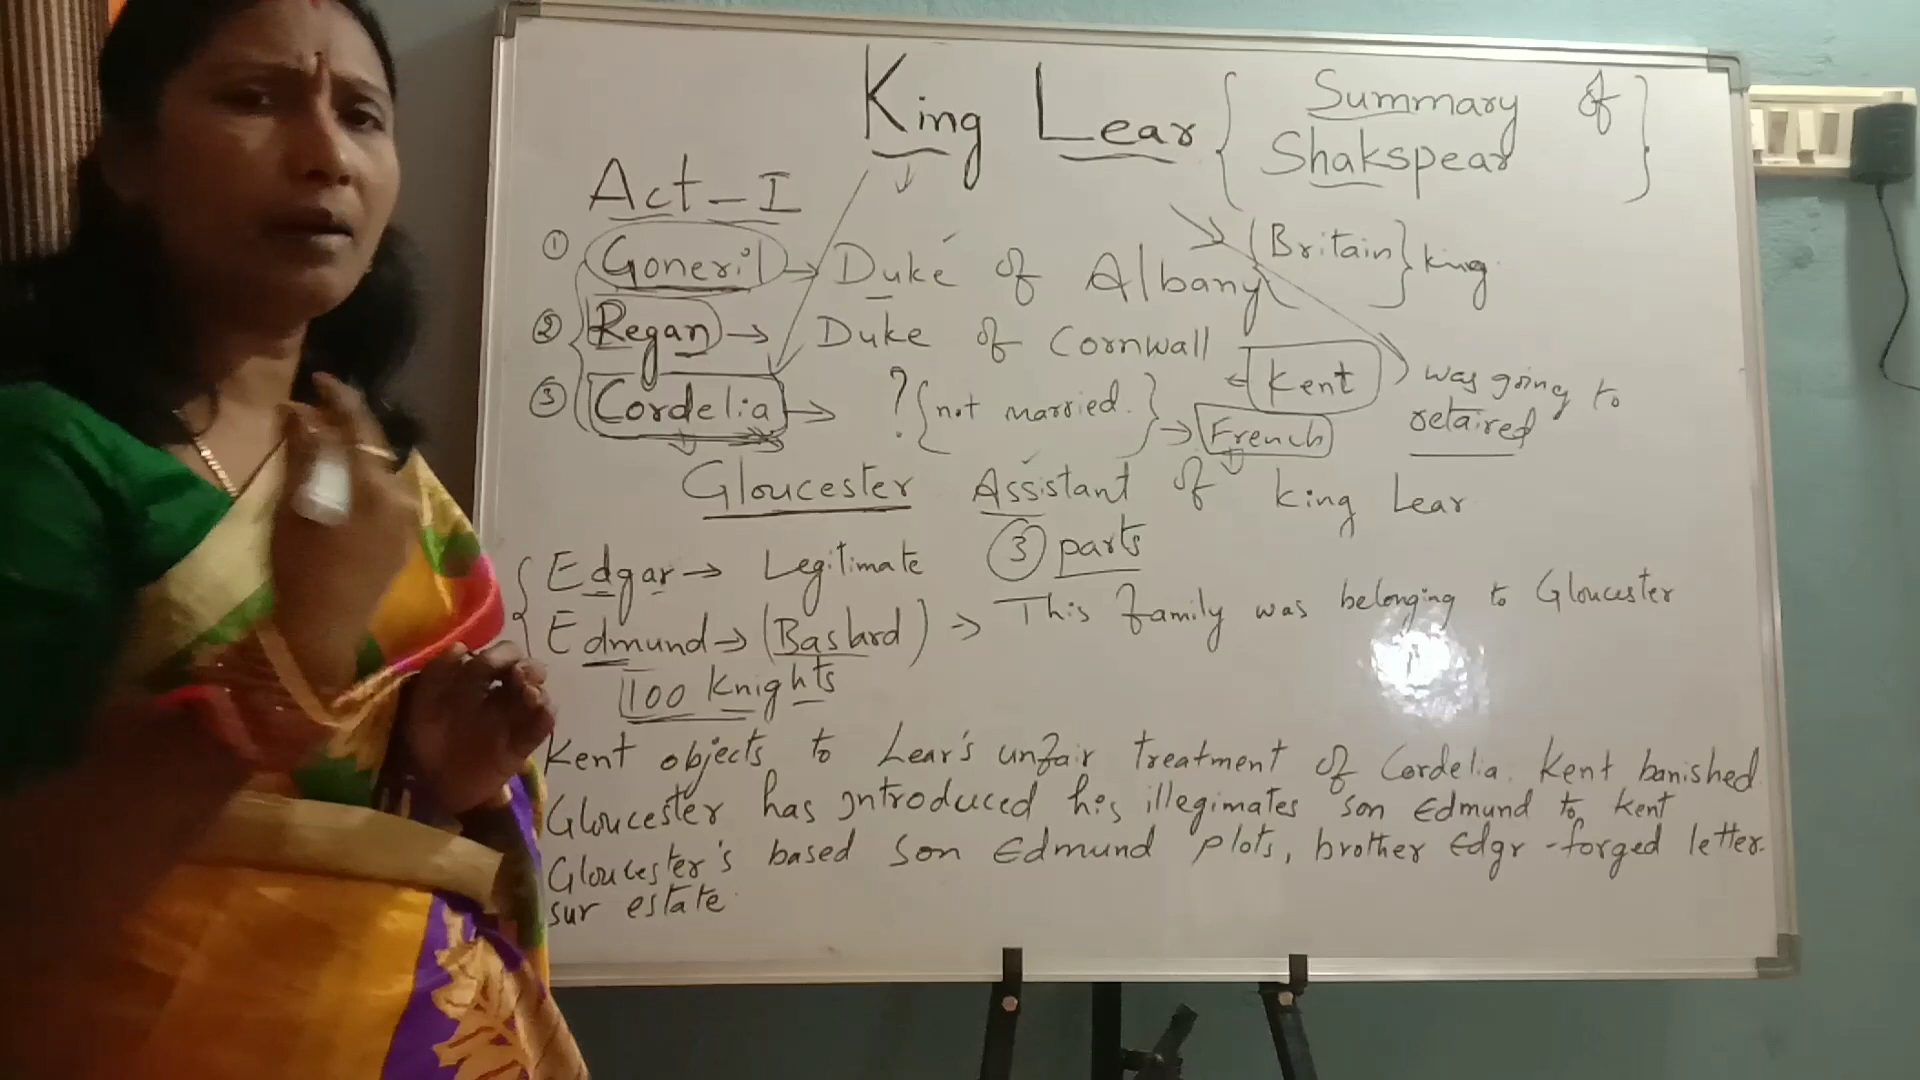 King Lear { Summary of
Shakspear }
Act - I
(Britain} king
① Goneril → Duke of Albany
② Regan → Duke of Cornwall
Kent
was going to
retaired
③ Cordelia → ? {not married.} → French
Gloucester Assistant of King Lear
③ parts
{ Edgar → Legitimate
Edmund → (Bastard) → This family was belonging to Gloucester
100 Knights
Kent objects to Lear's unfair treatment of Cordelia. Kent banished.
Gloucester has introduced his illegimates son Edmund to Kent
Gloucester's based son Edmund plots, brother Edgr - forged letter.
sur estate.